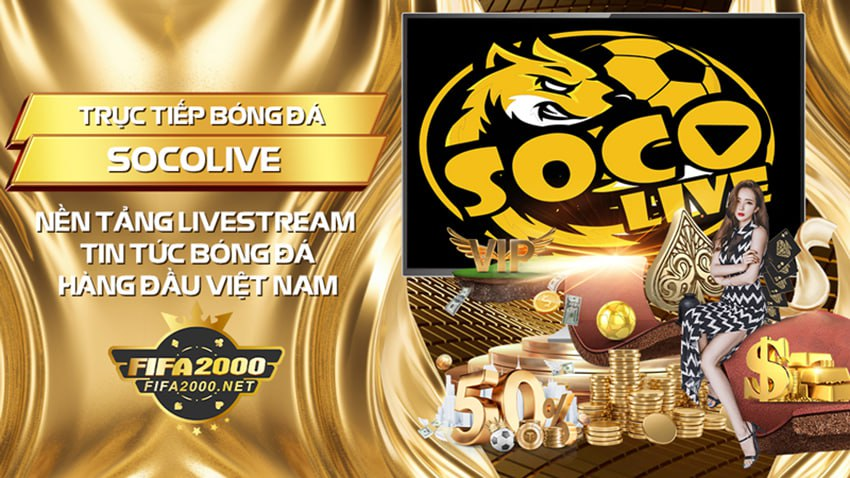 TRỰC TIẾP BÓNG ĐÁ
SOCOLIVE
NỀN TẢNG LIVESTREAM
TIN TỨC BÓNG ĐÁ
HÀNG ĐẦU VIỆT NAM
FIFA2000
FIFA2000.NET
SOCO
LIVE
VIP
50%
$